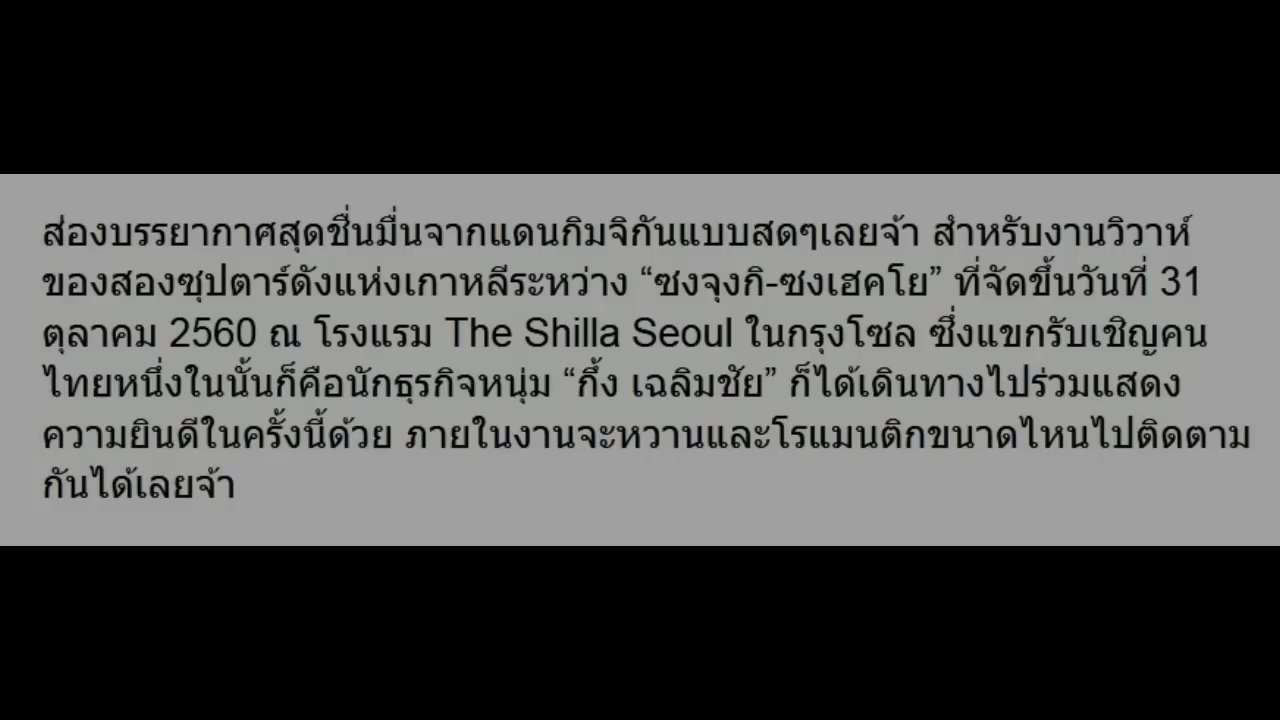 ส่องบรรยากาศสุดชื่นมื่นจากแดนกิมจิกันแบบสดๆเลยจ้า สำหรับงานวิวาห์
ของสองซุปตาร์ดังแห่งเกาหลีระหว่าง “ซงจุงกิ-ซงเฮคโย” ที่จัดขึ้นวันที่ 31
ตุลาคม 2560 ณ โรงแรม The Shilla Seoul ในกรุงโซล ซึ่งแขกรับเชิญคน
ไทยหนึ่งในนั้นก็คือนักธุรกิจหนุ่ม “กึ้ง เฉลิมชัย” ก็ได้เดินทางไปร่วมแสดง
ความยินดีในครั้งนี้ด้วย ภายในงานจะหวานและโรแมนติกขนาดไหนไปติดตาม
กันได้เลยจ้า